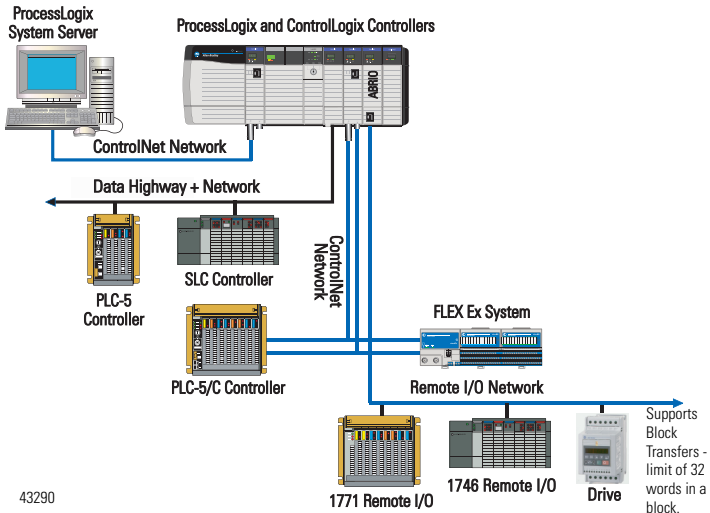 ProcessLogix
System Server
ProcessLogix and ControlLogix Controllers
ABRIO
ControlNet Network
Data Highway + Network
PLC-5
Controller
SLC Controller
ControlNet
Network
PLC-5/C Controller
FLEX Ex System
Remote I/O Network
1771 Remote I/O
1746 Remote I/O
Drive
Supports
Block
Transfers -
limit of 32
words in a
block.
43290